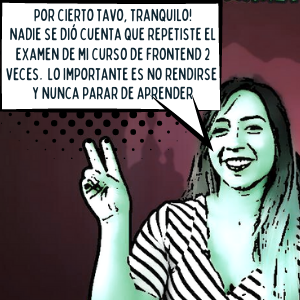 POR CIERTO TAVO, TRANQUILO!
NADIE SE DIÓ CUENTA QUE REPETISTE EL
EXAMEN DE MI CURSO DE FRONTEND 2
VECES. LO IMPORTANTE ES NO RENDIRSE
Y NUNCA PARAR DE APRENDER